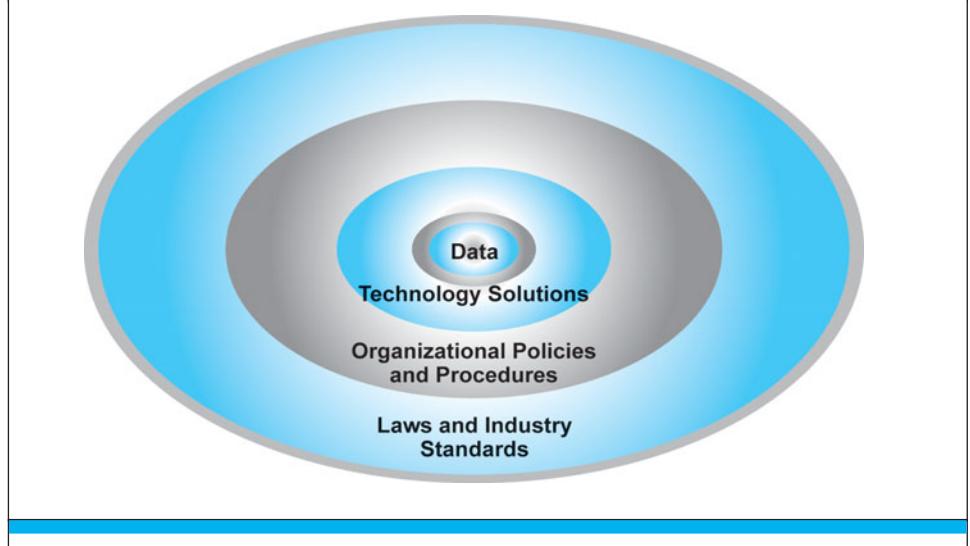 Data
Technology Solutions
Organizational Policies
and Procedures
Laws and Industry
Standards